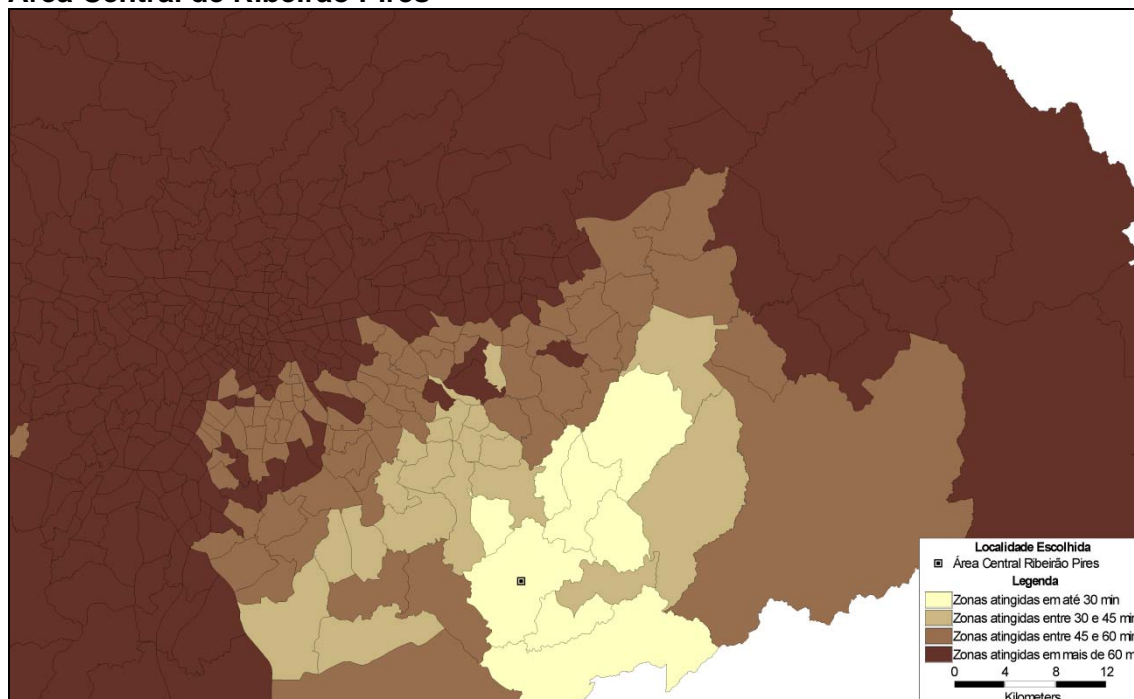 Área Central de Ribeirão Pires
Localidade Escolhida
Área Central Ribeirão Pires
Legenda
Zonas atingidas em até 30 min
Zonas atingidas entre 30 e 45 min
Zonas atingidas entre 45 e 60 min
Zonas atingidas em mais de 60 m
0 4 8 12
Kilometers